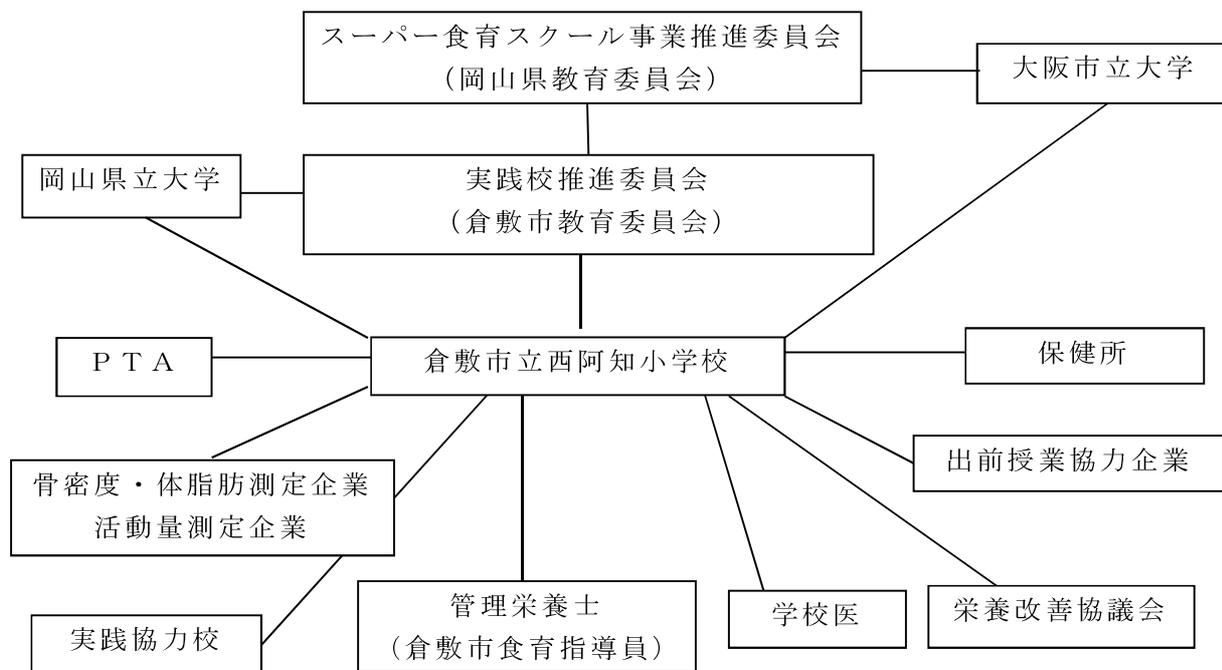 スーパー食育スクール事業推進委員会
（岡山県教育委員会）
大阪市立大学
岡山県立大学
実践校推進委員会
（倉敷市教育委員会）
ＰＴＡ
倉敷市立西阿知小学校
保健所
出前授業協力企業
骨密度・体脂肪測定企業
活動量測定企業
実践協力校
管理栄養士
（倉敷市食育指導員）
学校医
栄養改善協議会